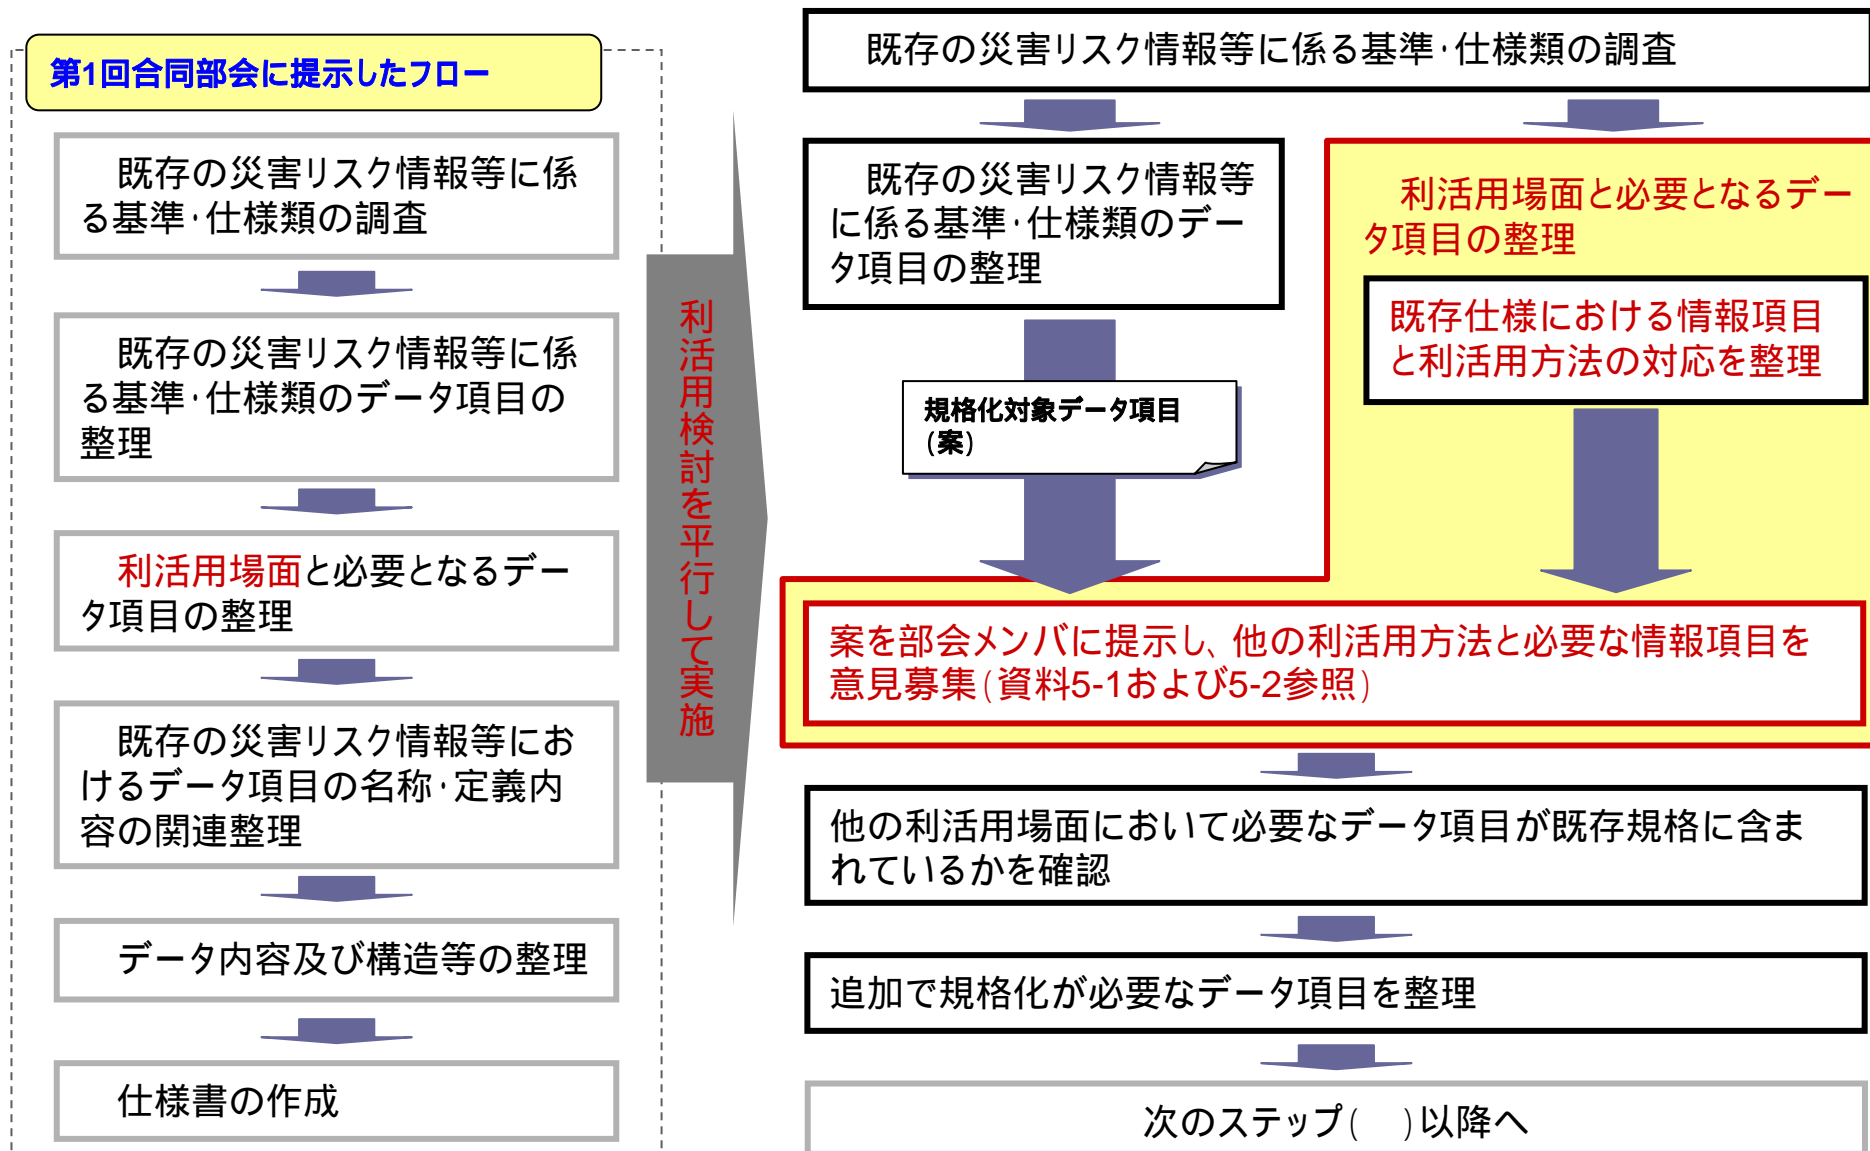 第1回合同部会に提示したフロー
既存の災害リスク情報等に係
る基準･仕様類の調査
既存の災害リスク情報等に係
る基準･仕様類のデータ項目の
整理
利活用場面と必要となるデー
タ項目の整理
既存の災害リスク情報等にお
けるデータ項目の名称･定義内
容の関連整理
データ内容及び構造等の整理
仕様書の作成
利活用検討を平行して実施
既存の災害リスク情報等に係る基準･仕様類の調査
既存の災害リスク情報等
に係る基準･仕様類のデー
タ項目の整理
規格化対象データ項目
(案)
利活用場面と必要となるデー
タ項目の整理
既存仕様における情報項目
と利活用方法の対応を整理
案を部会メンバに提示し、他の利活用方法と必要な情報項目を
意見募集(資料5-1および5-2参照)
他の利活用場面において必要なデータ項目が既存規格に含ま
れているかを確認
追加で規格化が必要なデータ項目を整理
次のステップ(　)以降へ